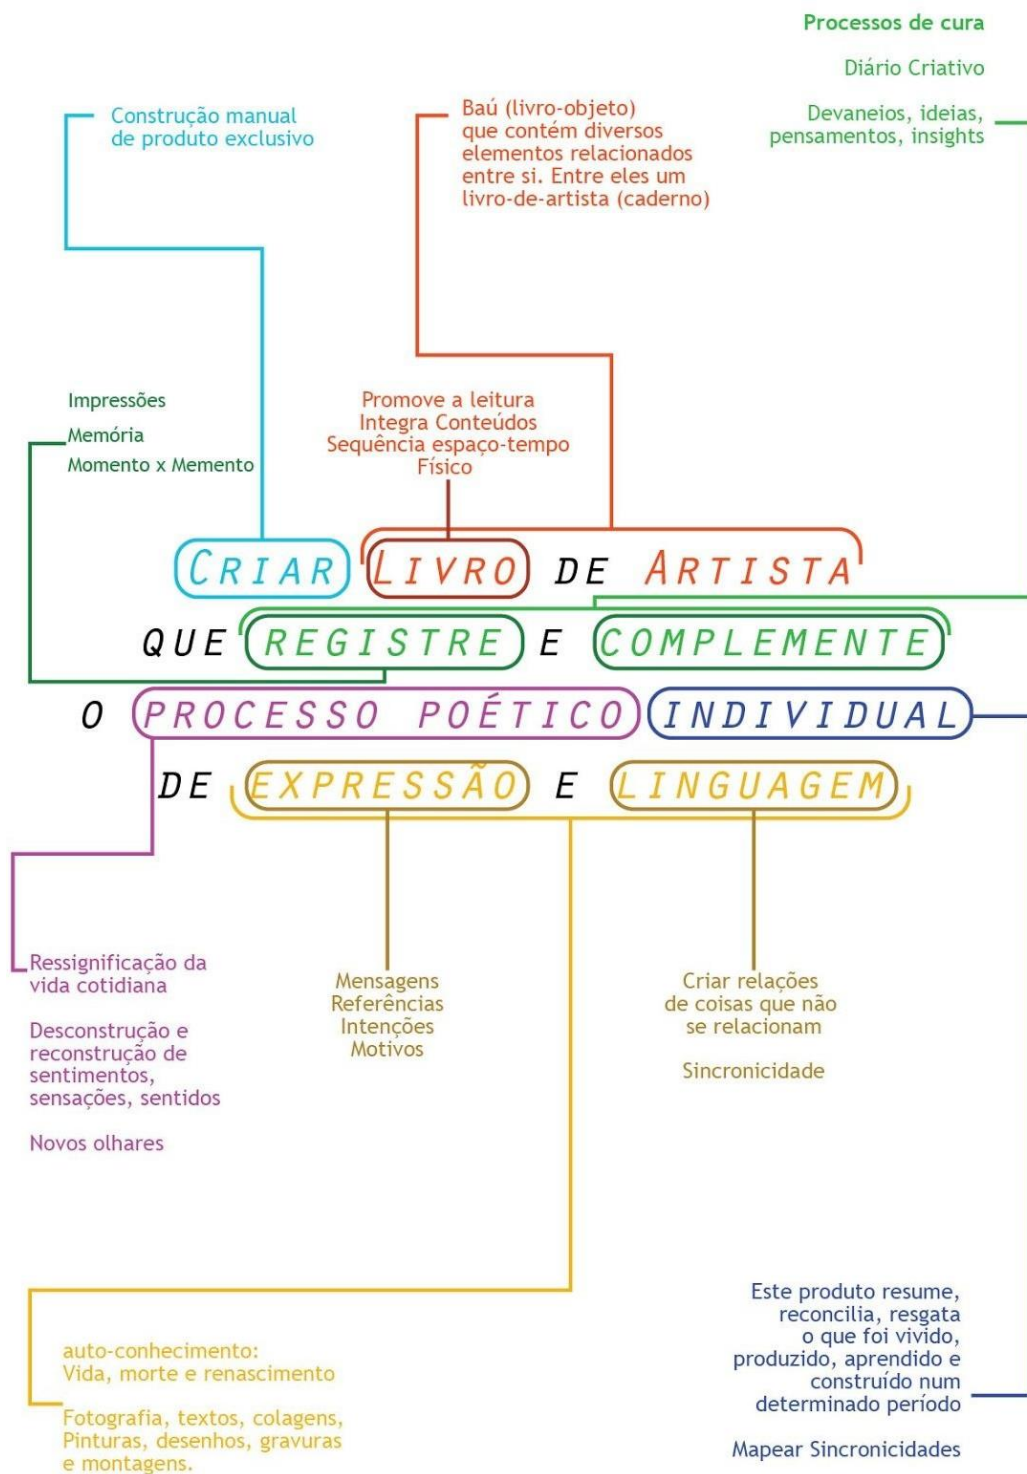 Processos de cura
Diário Criativo
Devaneios, ideias,
pensamentos, insights
Construção manual
de produto exclusivo
Baú (livro-objeto)
que contém diversos
elementos relacionados
entre si. Entre eles um
livro-de-artista (caderno)
Impressões
Memória
Momento x Memento
Promove a leitura
Integra Conteúdos
Sequência espaço-tempo
Físico
CRIAR LIVRO DE ARTISTA
QUE REGISTRE E COMPLEMENTE
O PROCESSO POÉTICO INDIVIDUAL
DE EXPRESSÃO E LINGUAGEM
Ressignificação da
vida cotidiana
Desconstrução e
reconstrução de
sentimentos,
sensações, sentidos
Novos olhares
Mensagens
Referências
Intenções
Motivos
Criar relações
de coisas que não
se relacionam
Sincronicidade
auto-conhecimento:
Vida, morte e renascimento
Fotografia, textos, colagens,
Pinturas, desenhos, gravuras
e montagens.
Este produto resume,
reconcilia, resgata
o que foi vivido,
produzido, aprendido e
construído num
determinado período
Mapear Sincronicidades